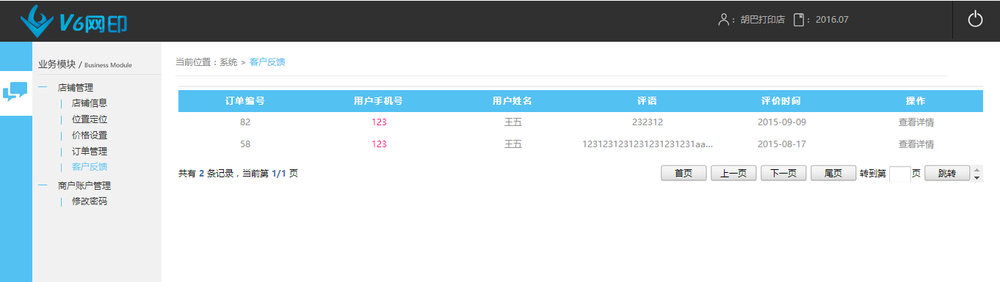 V6网印
：胡巴打印店 ：2016.07
业务模块 / Business Module
店铺管理
店铺信息
位置定位
价格设置
订单管理
客户反馈
商户账户管理
修改密码
当前位置：系统 > 客户反馈
订单编号 用户手机号 用户姓名 评语 评价时间 操作
82 123 王五 232312 2015-09-09 查看详情
58 123 王五 1231231231231231231231aa... 2015-08-17 查看详情
共有 2 条记录，当前第 1/1 页 首页 上一页 下一页 尾页 转到第 页 跳转